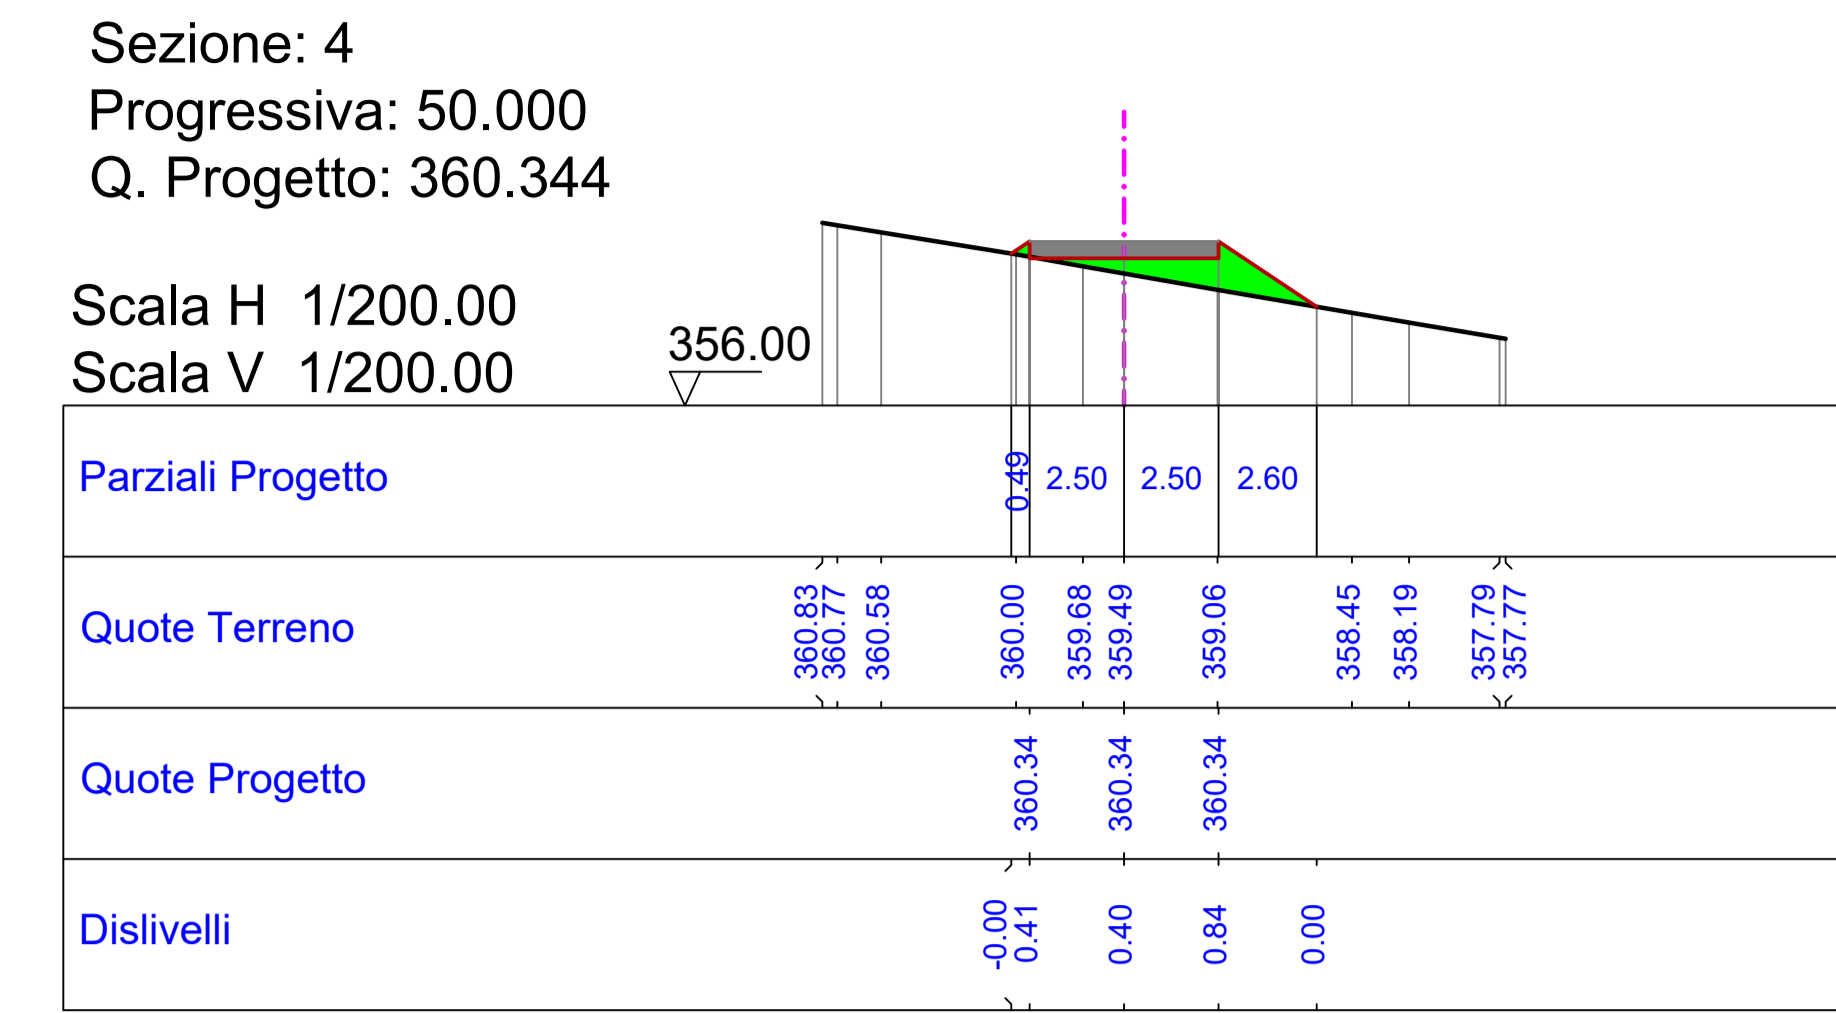 Sezione: 4
Progressiva: 50.000
Q. Progetto: 360.344
Scala H 1/200.00
Scala V 1/200.00
356.00
Parziali Progetto 0.49 2.50 2.50 2.60
Quote Terreno 360.83 360.77 360.58 360.00 359.68 359.49 359.06 358.45 358.19 357.79 357.77
Quote Progetto 360.34 360.34 360.34
Dislivelli -0.00 0.41 0.40 0.84 0.00